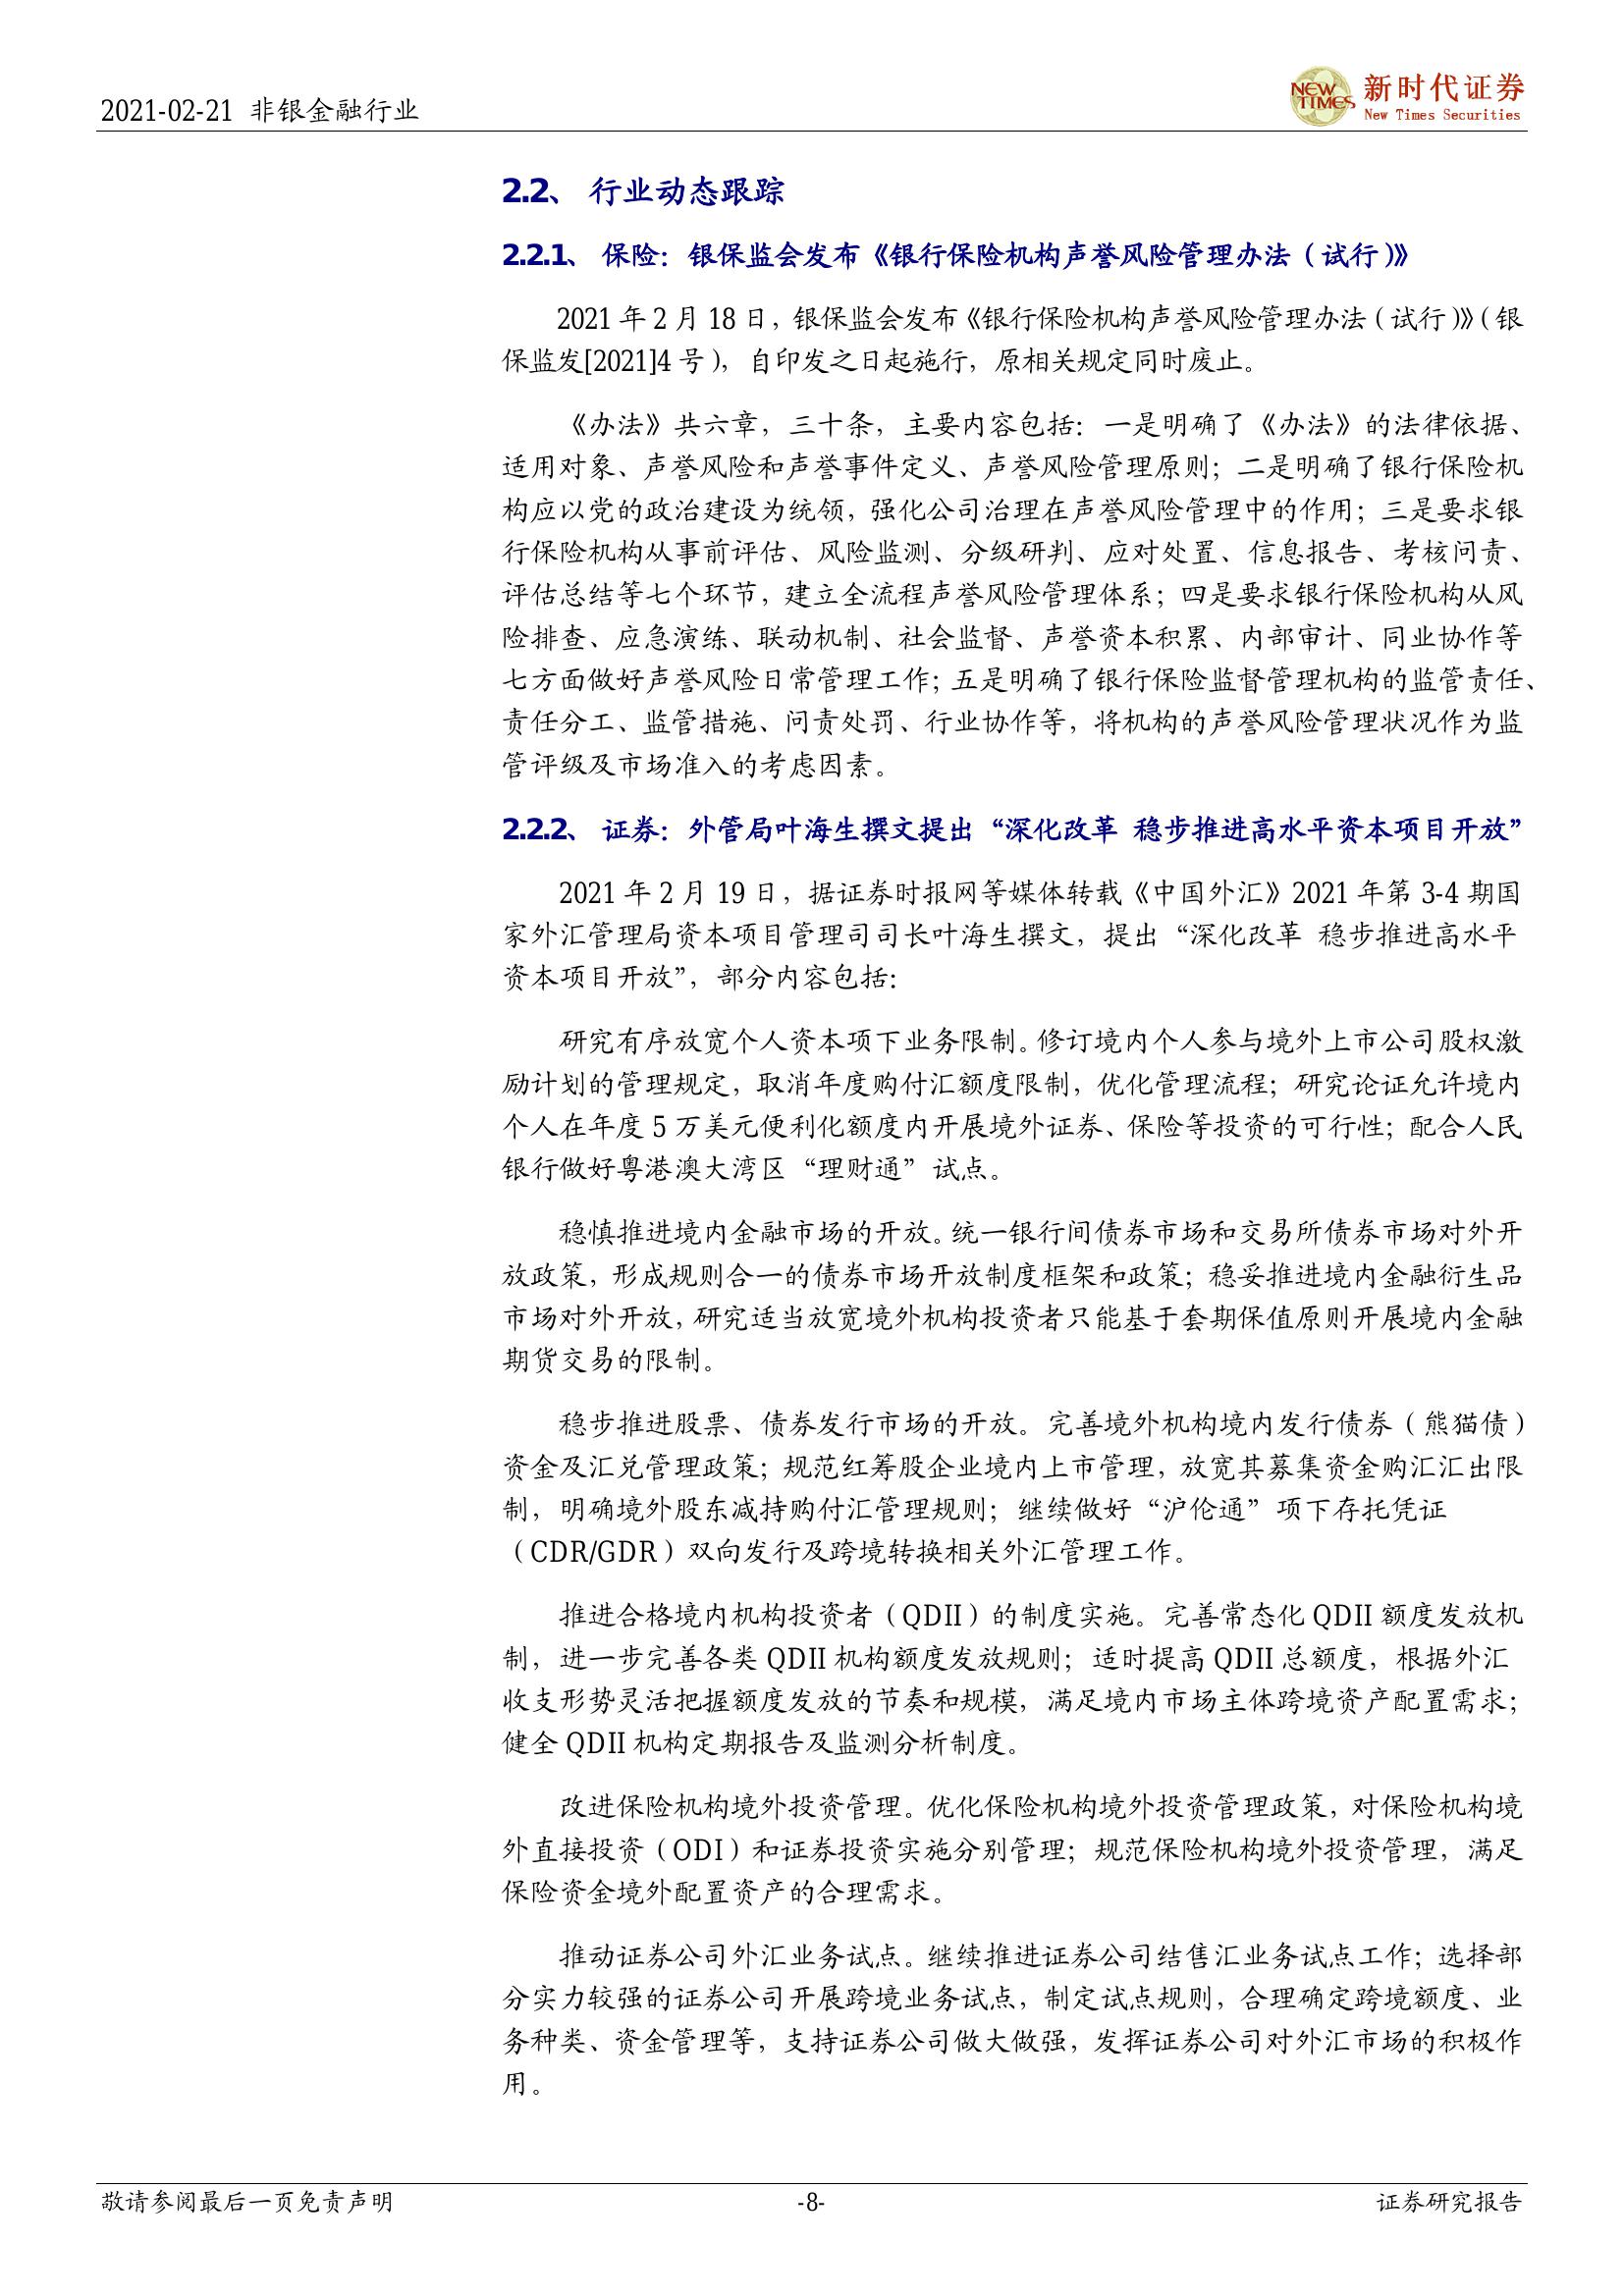 2021-02-21 非银金融行业
NEW TIMES 新时代证券
New Times Securities
2.2、 行业动态跟踪
2.2.1、 保险：银保监会发布《银行保险机构声誉风险管理办法（试行）》
2021 年 2 月 18 日，银保监会发布《银行保险机构声誉风险管理办法（试行）》（银
保监发[2021]4 号），自印发之日起施行，原相关规定同时废止。
《办法》共六章，三十条，主要内容包括：一是明确了《办法》的法律依据、
适用对象、声誉风险和声誉事件定义、声誉风险管理原则；二是明确了银行保险机
构应以党的政治建设为统领，强化公司治理在声誉风险管理中的作用；三是要求银
行保险机构从事前评估、风险监测、分级研判、应对处置、信息报告、考核问责、
评估总结等七个环节，建立全流程声誉风险管理体系；四是要求银行保险机构从风
险排查、应急演练、联动机制、社会监督、声誉资本积累、内部审计、同业协作等
七方面做好声誉风险日常管理工作；五是明确了银行保险监督管理机构的监管责任、
责任分工、监管措施、问责处罚、行业协作等，将机构的声誉风险管理状况作为监
管评级及市场准入的考虑因素。
2.2.2、 证券：外管局叶海生撰文提出“深化改革 稳步推进高水平资本项目开放”
2021 年 2 月 19 日，据证券时报网等媒体转载《中国外汇》2021 年第 3-4 期国
家外汇管理局资本项目管理司司长叶海生撰文，提出“深化改革 稳步推进高水平
资本项目开放”，部分内容包括：
研究有序放宽个人资本项下业务限制。修订境内个人参与境外上市公司股权激
励计划的管理规定，取消年度购付汇额度限制，优化管理流程；研究论证允许境内
个人在年度 5 万美元便利化额度内开展境外证券、保险等投资的可行性；配合人民
银行做好粤港澳大湾区“理财通”试点。
稳慎推进境内金融市场的开放。统一银行间债券市场和交易所债券市场对外开
放政策，形成规则合一的债券市场开放制度框架和政策；稳妥推进境内金融衍生品
市场对外开放，研究适当放宽境外机构投资者只能基于套期保值原则开展境内金融
期货交易的限制。
稳步推进股票、债券发行市场的开放。完善境外机构境内发行债券（熊猫债）
资金及汇兑管理政策；规范红筹股企业境内上市管理，放宽其募集资金购汇汇出限
制，明确境外股东减持购付汇管理规则；继续做好“沪伦通”项下存托凭证
（CDR/GDR）双向发行及跨境转换相关外汇管理工作。
推进合格境内机构投资者（QDII）的制度实施。完善常态化 QDII 额度发放机
制，进一步完善各类 QDII 机构额度发放规则；适时提高 QDII 总额度，根据外汇
收支形势灵活把握额度发放的节奏和规模，满足境内市场主体跨境资产配置需求；
健全 QDII 机构定期报告及监测分析制度。
改进保险机构境外投资管理。优化保险机构境外投资管理政策，对保险机构境
外直接投资（ODI）和证券投资实施分别管理；规范保险机构境外投资管理，满足
保险资金境外配置资产的合理需求。
推动证券公司外汇业务试点。继续推进证券公司结售汇业务试点工作；选择部
分实力较强的证券公司开展跨境业务试点，制定试点规则，合理确定跨境额度、业
务种类、资金管理等，支持证券公司做大做强，发挥证券公司对外汇市场的积极作
用。
敬请参阅最后一页免责声明 -8- 证券研究报告